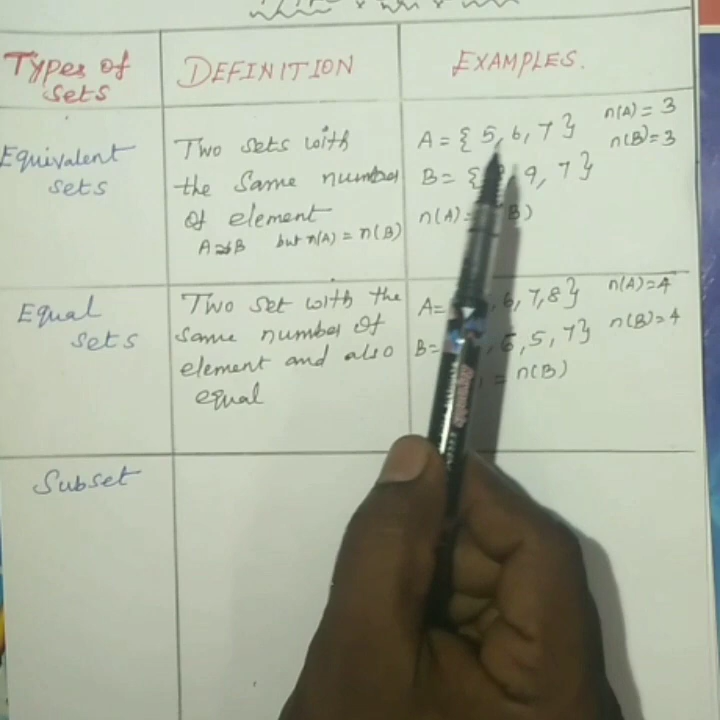 Types of
Sets
DEFINITION
EXAMPLES.
Equivalent
sets
Two sets with
the same number
of element
A≠B but n(A) = n(B)
A = { 5, 6, 7 }
n(A) = 3
B = { , 9, 7 }
n(B) = 3
n(A) = B)
Equal
sets
Two set with the
same number of
element and also
equal
A = , 6, 7, 8 }
n(A) = 4
B = , 6, 5, 7 }
n(B) = 4
= n(B)
Subset
Reynolds